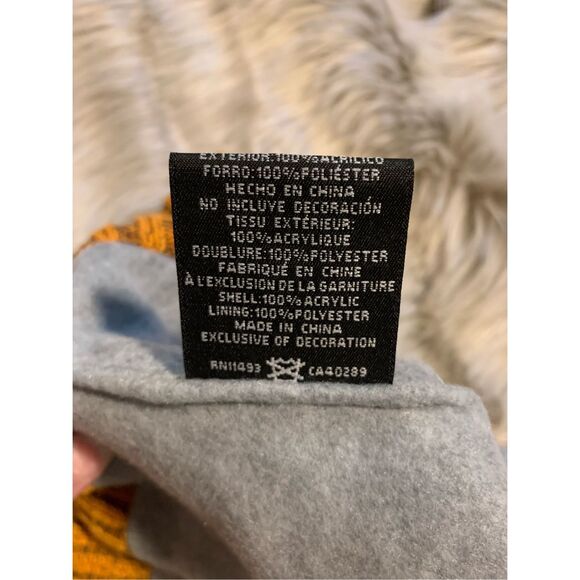 EXTERIOR:100%ACRILICO
FORRO:100%POLIÉSTER
HECHO EN CHINA
NO INCLUYE DECORACIÓN
TISSU EXTÉRIEUR:
100%ACRYLIQUE
DOUBLURE:100%POLYESTER
FABRIQUÉ EN CHINE
À L'EXCLUSION DE LA GARNITURE
SHELL:100%ACRYLIC
LINING:100%POLYESTER
MADE IN CHINA
EXCLUSIVE OF DECORATION
RN11493 CA40289